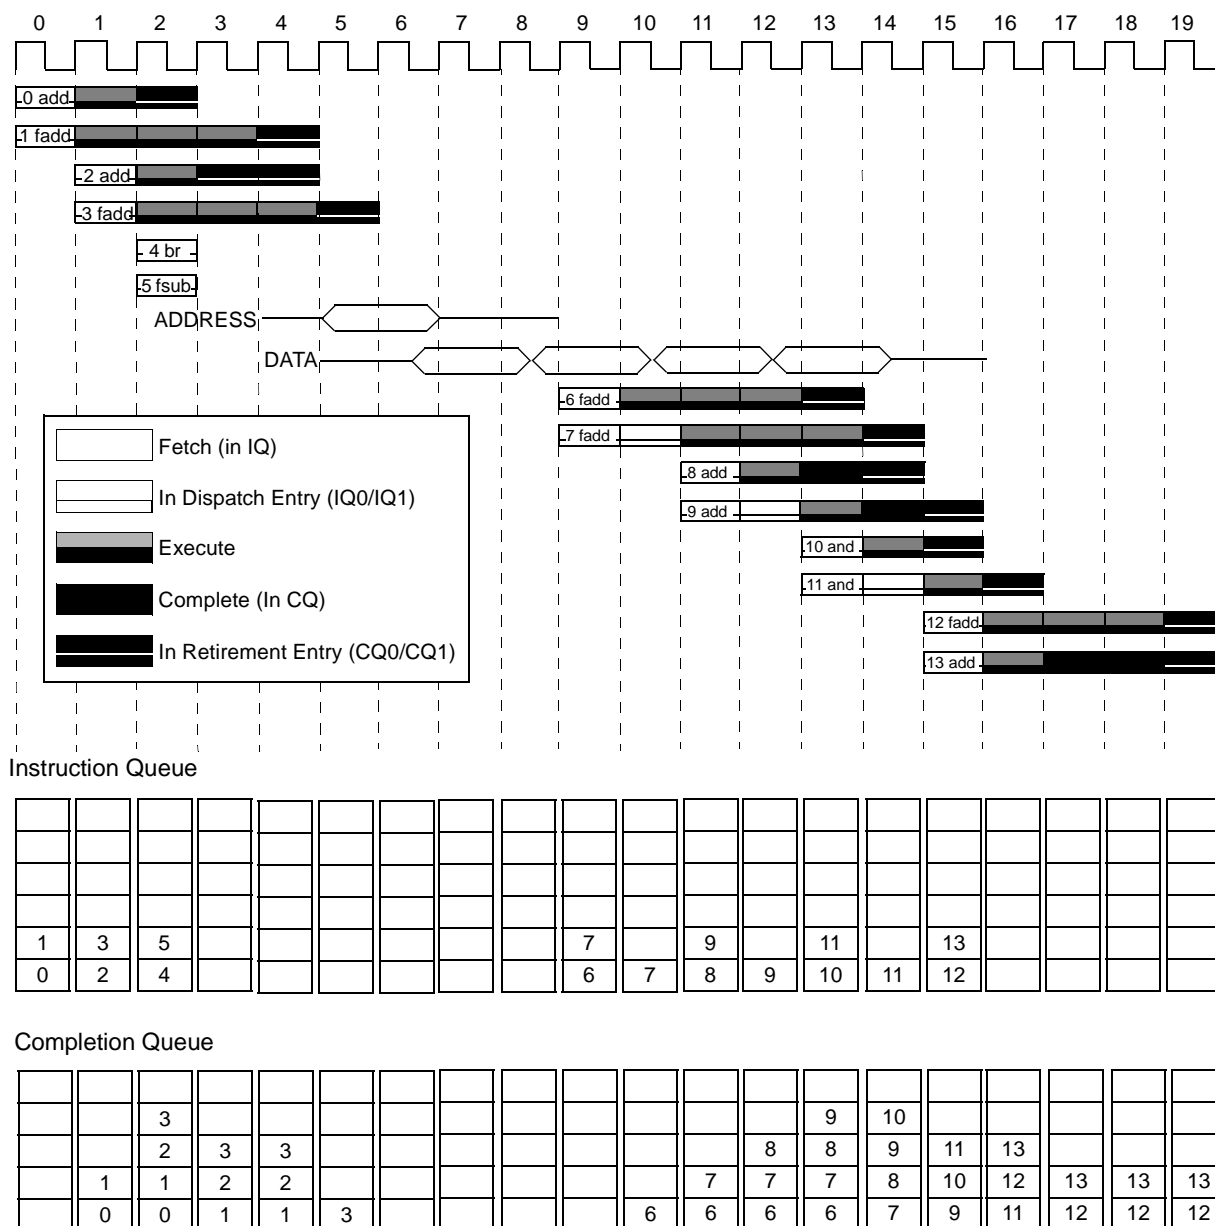 0 1 2 3 4 5 6 7 8 9 10 11 12 13 14 15 16 17 18 19
0 add
1 fadd
2 add
3 fadd
4 br
5 fsub
ADDRESS
DATA
6 fadd
7 fadd
8 add
9 add
10 and
11 and
12 fadd
13 add
Fetch (in IQ)
In Dispatch Entry (IQ0/IQ1)
Execute
Complete (In CQ)
In Retirement Entry (CQ0/CQ1)
Instruction Queue
1 3 5 7 9 11 13
0 2 4 6 7 8 9 10 11 12
Completion Queue
3 9 10
2 3 3 8 8 9 11 13
1 1 2 2 7 7 7 8 10 12 13 13 13
0 0 1 1 3 6 6 6 6 7 9 11 12 12 12